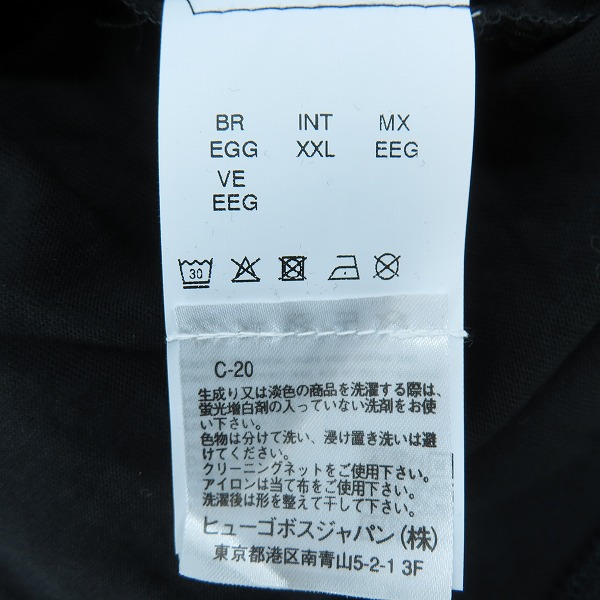 BR INT MX
EGG XXL EEG
VE
EEG
30
C-20
生成り又は淡色の商品を洗濯する際は、
蛍光増白剤の入っていない洗剤をお使
い下さい。
色物は分けて洗い、浸け置き洗いは避
けてください。
クリーニングネットをご使用下さい。
アイロンは当て布をご使用下さい。
洗濯後は形を整えて干して下さい。
ヒューゴボスジャパン(株)
東京都港区南青山5-2-1 3F